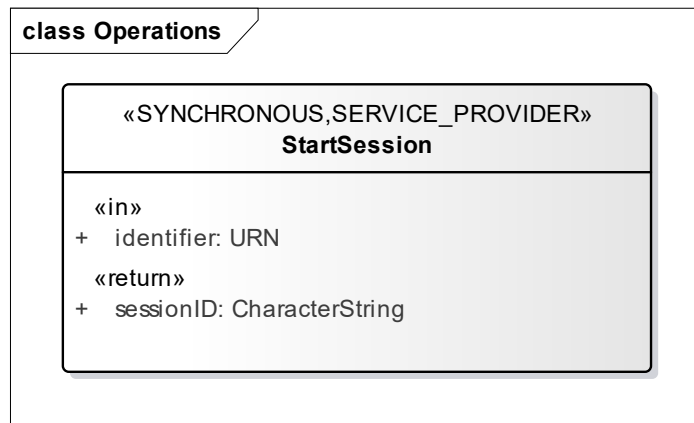 class Operations
«SYNCHRONOUS,SERVICE_PROVIDER»
StartSession
«in»
+ identifier: URN
«return»
+ sessionID: CharacterString